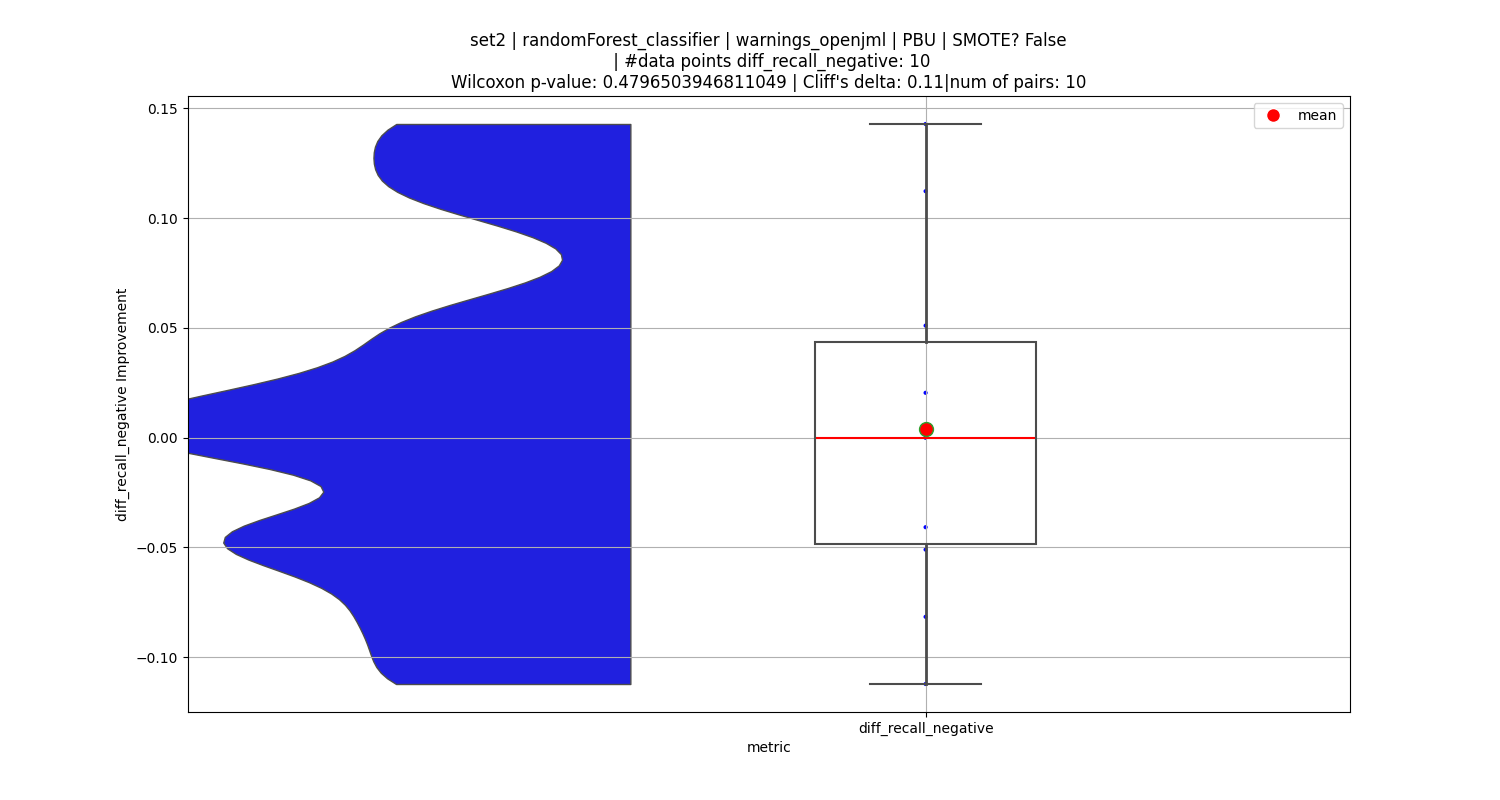 set2 | randomForest_classifier | warnings_openjml | PBU | SMOTE? False
| #data points diff_recall_negative: 10
Wilcoxon p-value: 0.4796503946811049 | Cliff's delta: 0.11|num of pairs: 10
mean
0.15
0.10
0.05
0.00
−0.05
−0.10
diff_recall_negative Improvement
diff_recall_negative
metric